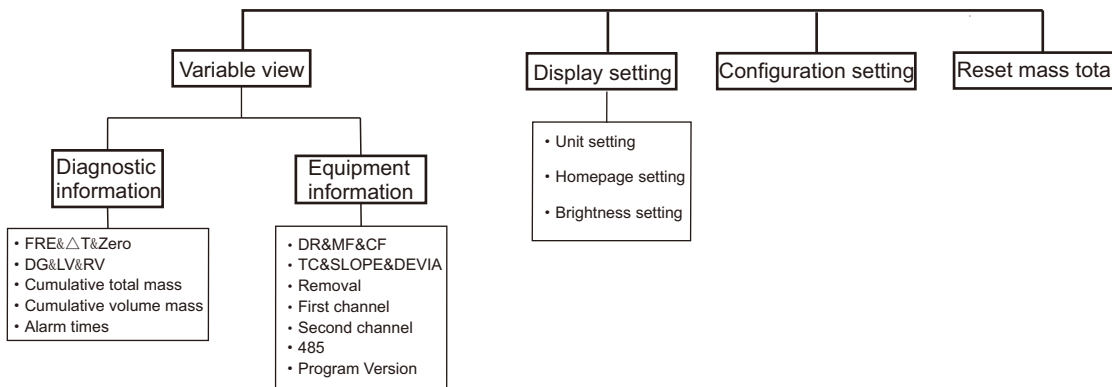 Variable view
Display setting
Configuration setting
Reset mass total
Diagnostic
information
Equipment
information
• Unit setting
• Homepage setting
• Brightness setting
• FRE&△T&Zero
• DG&LV&RV
• Cumulative total mass
• Cumulative volume mass
• Alarm times
• DR&MF&CF
• TC&SLOPE&DEVIA
• Removal
• First channel
• Second channel
• 485
• Program Version